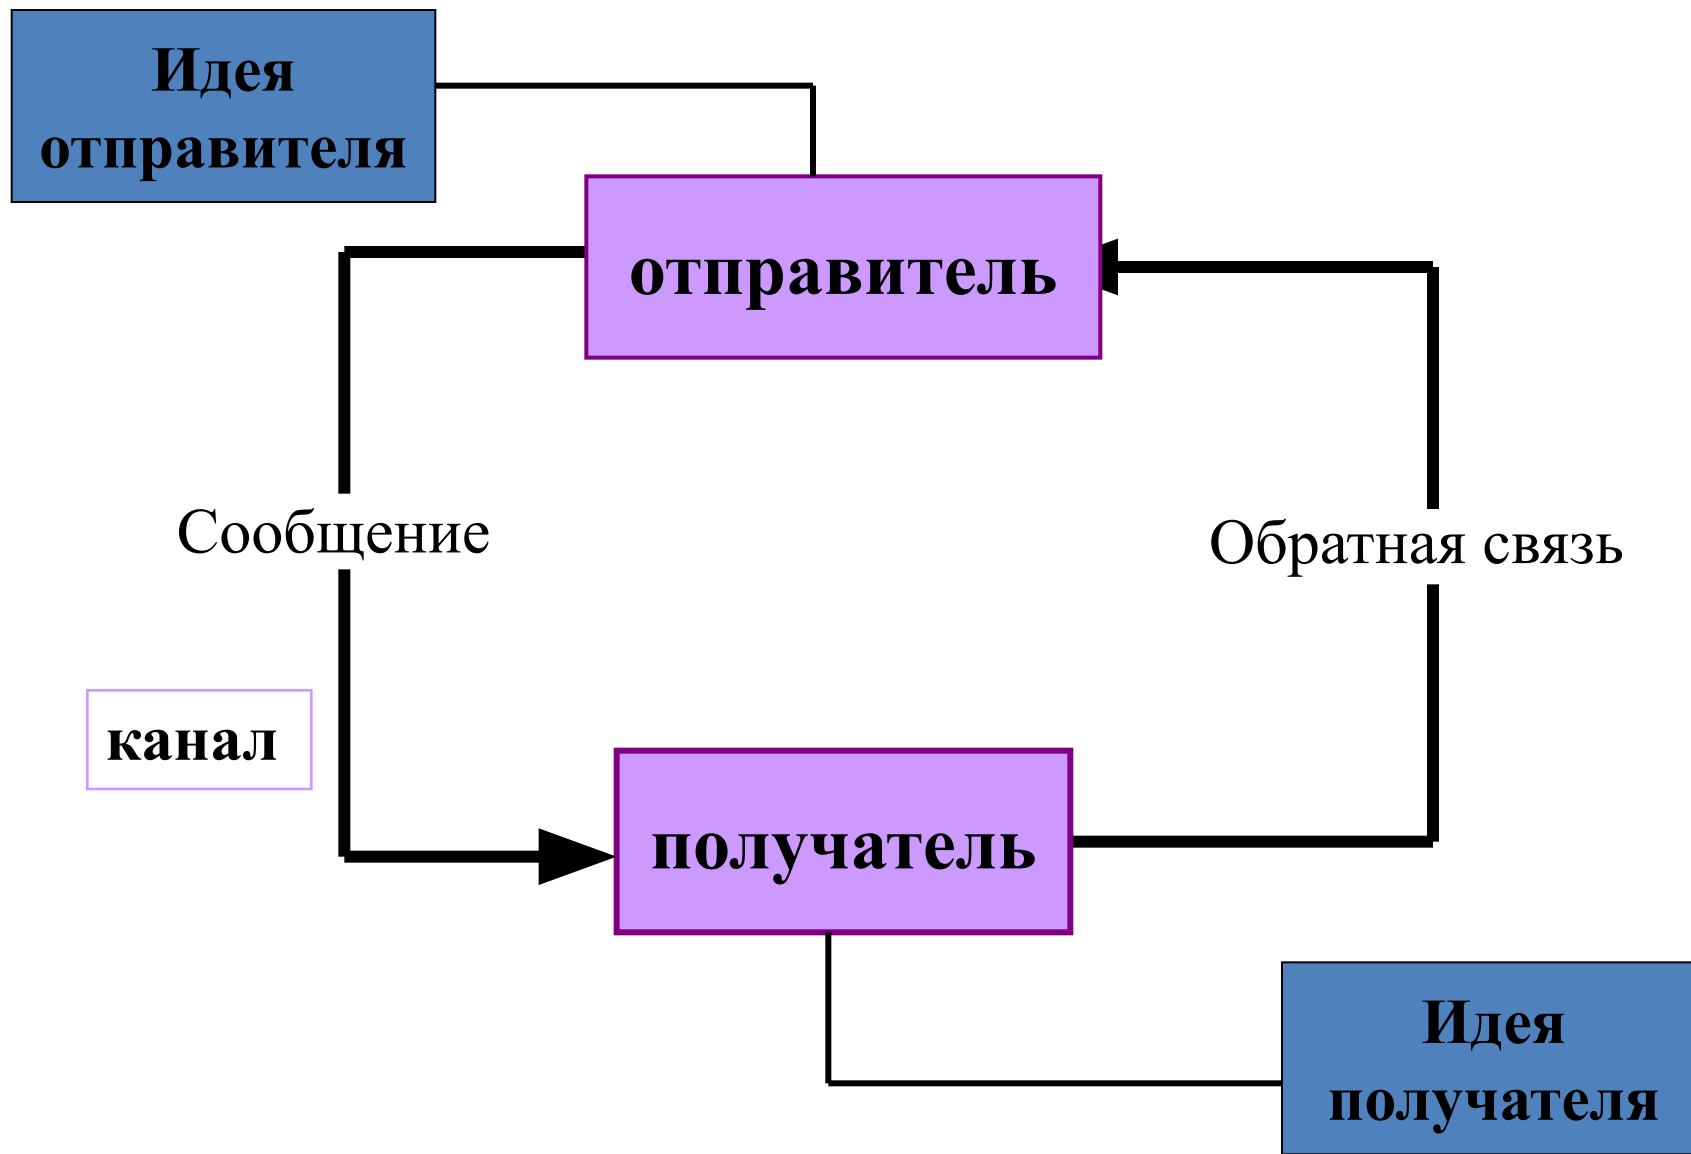 Идея
отправителя
отправитель
Сообщение
Обратная связь
канал
получатель
Идея
получателя